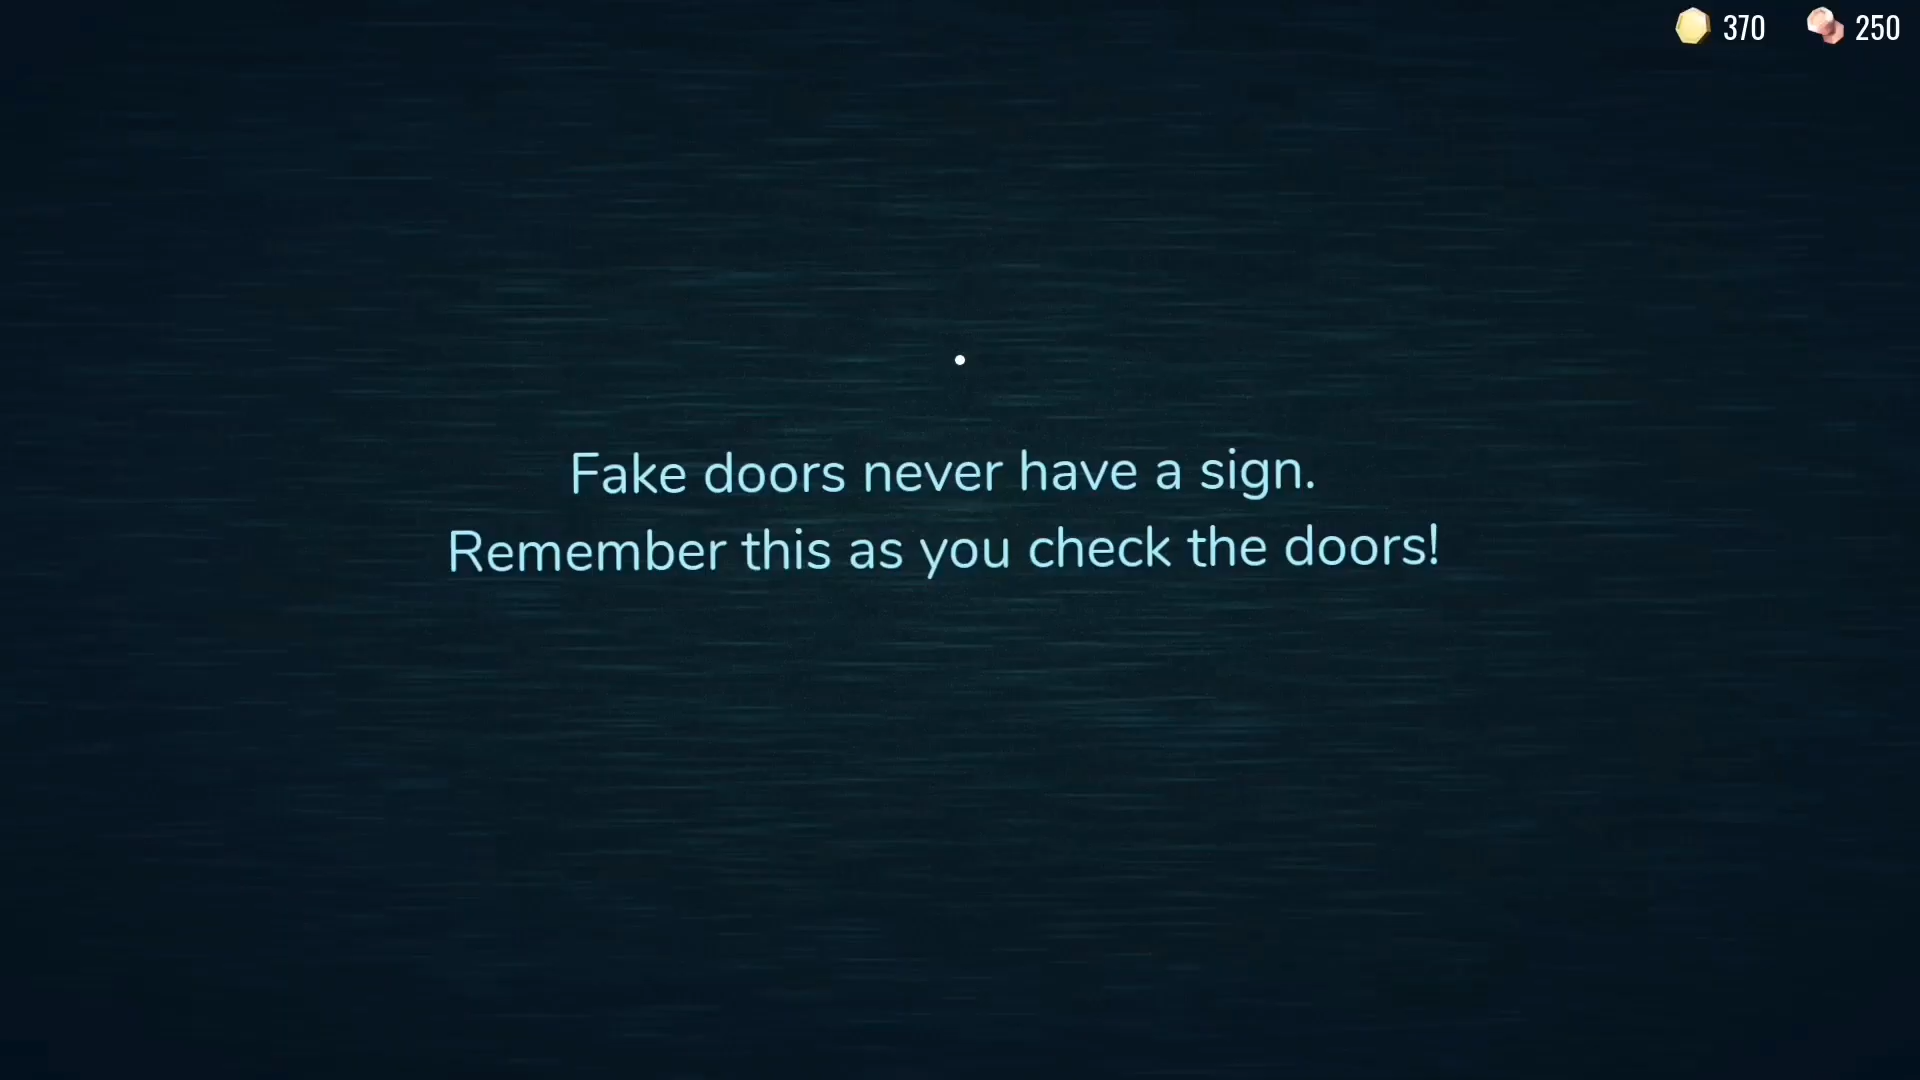 370 250
Fake doors never have a sign.
Remember this as you check the doors!